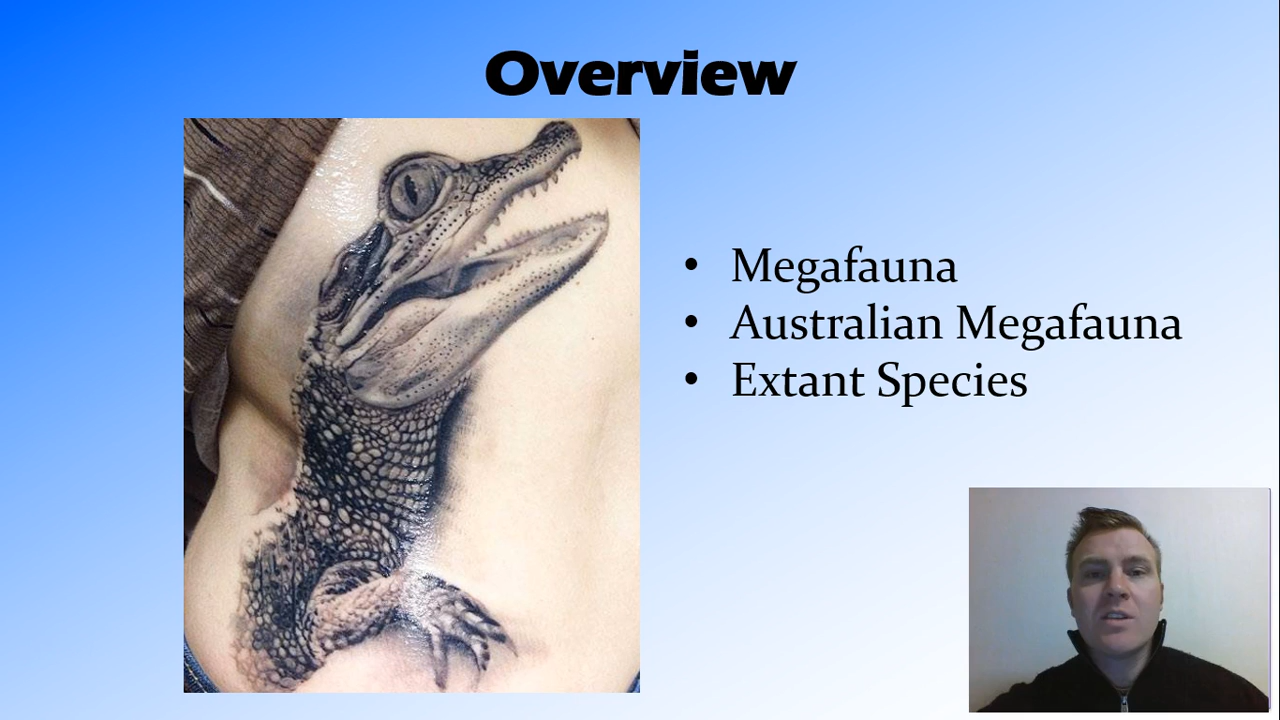 Overview
• Megafauna
• Australian Megafauna
• Extant Species